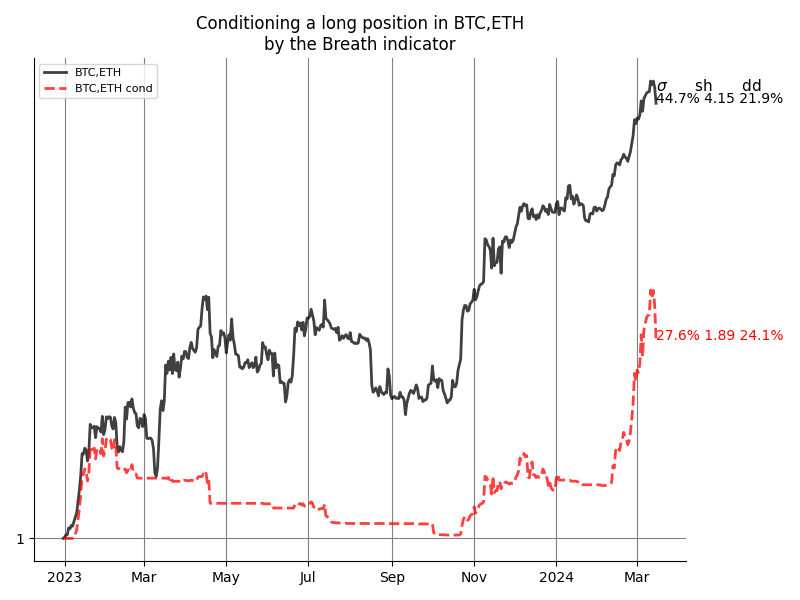 Conditioning a long position in BTC,ETH
by the Breath indicator
BTC,ETH
BTC,ETH cond
σ sh dd
44.7% 4.15 21.9%
27.6% 1.89 24.1%
1
2023 Mar May Jul Sep Nov 2024 Mar